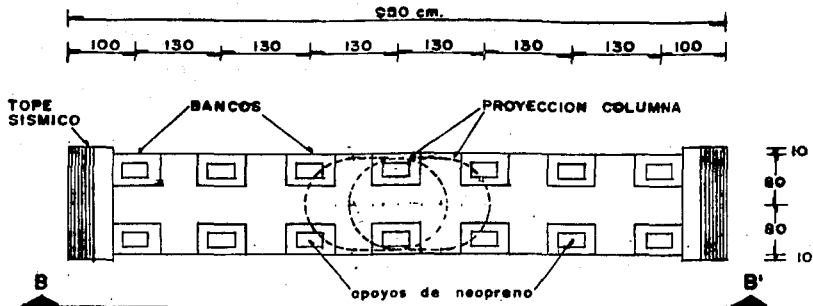 980 cm.
100 130 130 130 130 130 130 100
TOPE
SISMICO
BANCOS
PROYECCION COLUMNA
10
80
80
10
B
apoyos de neopreno
B'